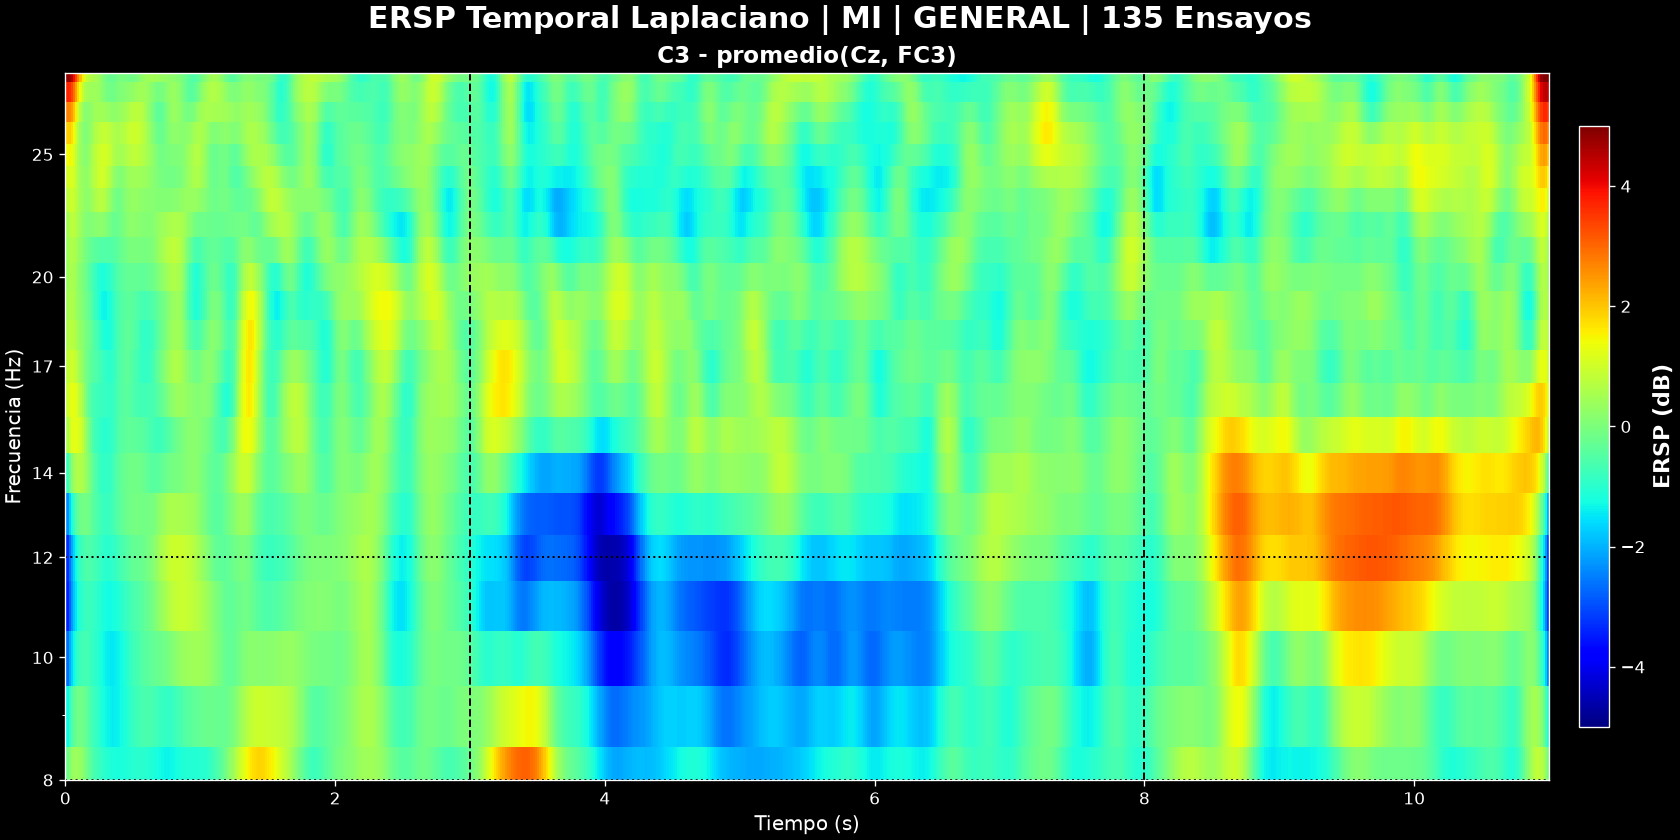 ERSP Temporal Laplaciano | MI | GENERAL | 135 Ensayos
C3 - promedio(Cz, FC3)
Frecuencia (Hz)
25
20
17
14
12
10
8
0 2 4 6 8 10
Tiempo (s)
4
2
0
−2
−4
ERSP (dB)